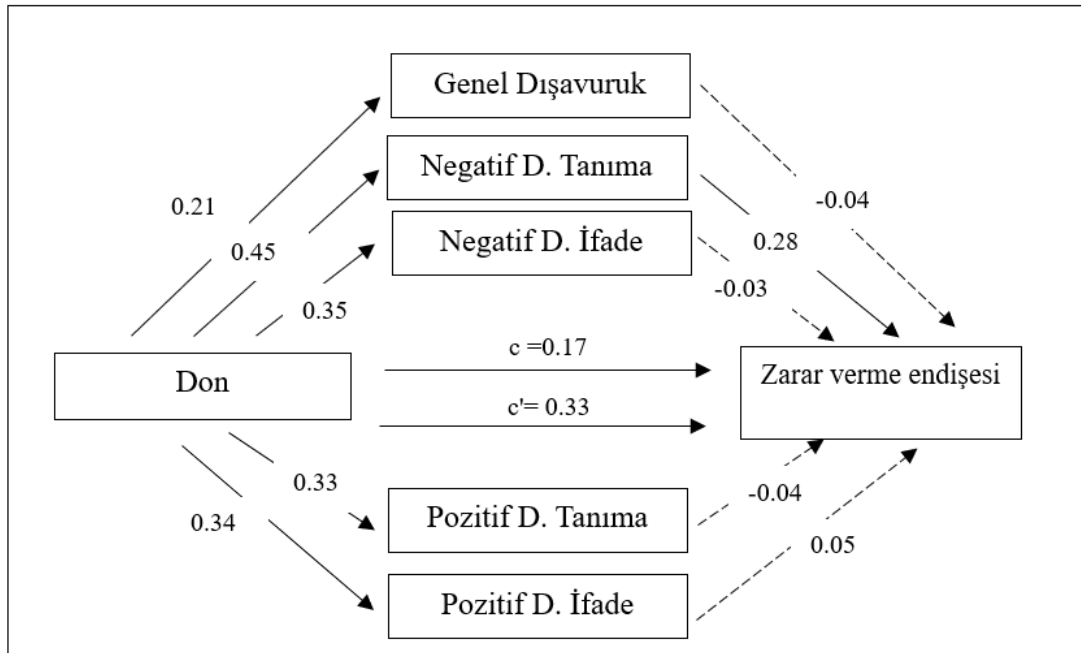 Genel Dışavuruk
Negatif D. Tanıma
0.21
-0.04
Negatif D. İfade
0.45
0.28
-0.03
0.35
c =0.17
Don
Zarar verme endişesi
c'= 0.33
0.33
-0.04
0.34
Pozitif D. Tanıma
0.05
Pozitif D. İfade